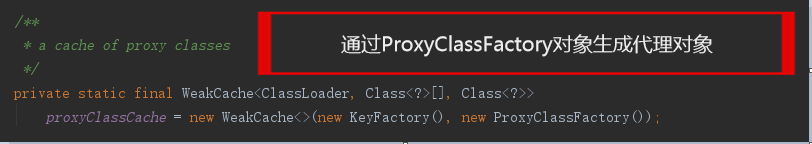 /**
 * a cache of proxy classes
 */
通过ProxyClassFactory对象生成代理对象
private static final WeakCache<ClassLoader, Class<?>[], Class<?>>
    proxyClassCache = new WeakCache<>(new KeyFactory(), new ProxyClassFactory());